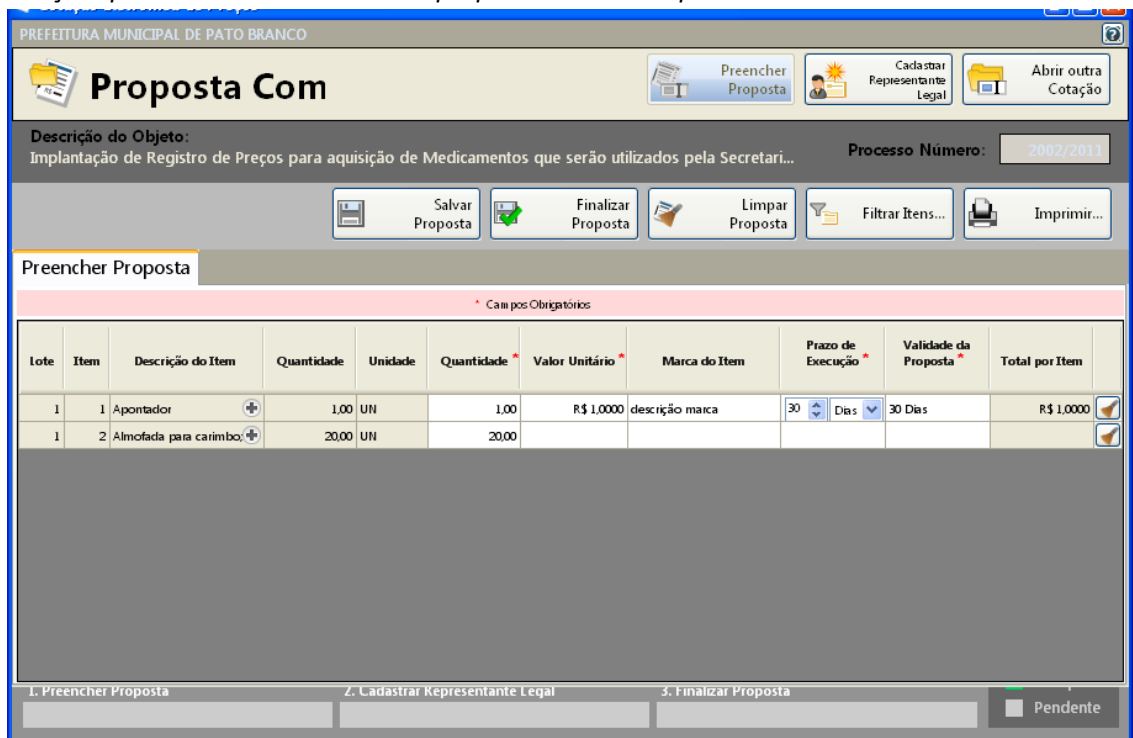 PREFEITURA MUNICIPAL DE PATO BRANCO
Proposta Com
Preencher
Proposta
Cadastrar
Representante
Legal
Abrir outra
Cotação
Descrição do Objeto:
Implantação de Registro de Preços para aquisição de Medicamentos que serão utilizados pela Secretari...
Processo Número:
2002/2011
Salvar
Proposta
Finalizar
Proposta
Limpar
Proposta
Filtrar Itens...
Imprimir...
Preencher Proposta
* Campos Obrigatórios
Lote Item Descrição do Item Quantidade Unidade Quantidade * Valor Unitário * Marca do Item Prazo de Execução * Validade da Proposta * Total por Item
1 1 Apontador 1,00 UN 1,00 R$ 1,0000 descrição marca 30 Dias 30 Dias R$ 1,0000
1 2 Almofada para carimbo; 20,00 UN 20,00
1. Preencher Proposta 2. Cadastrar Representante Legal 3. Finalizar Proposta
Pendente